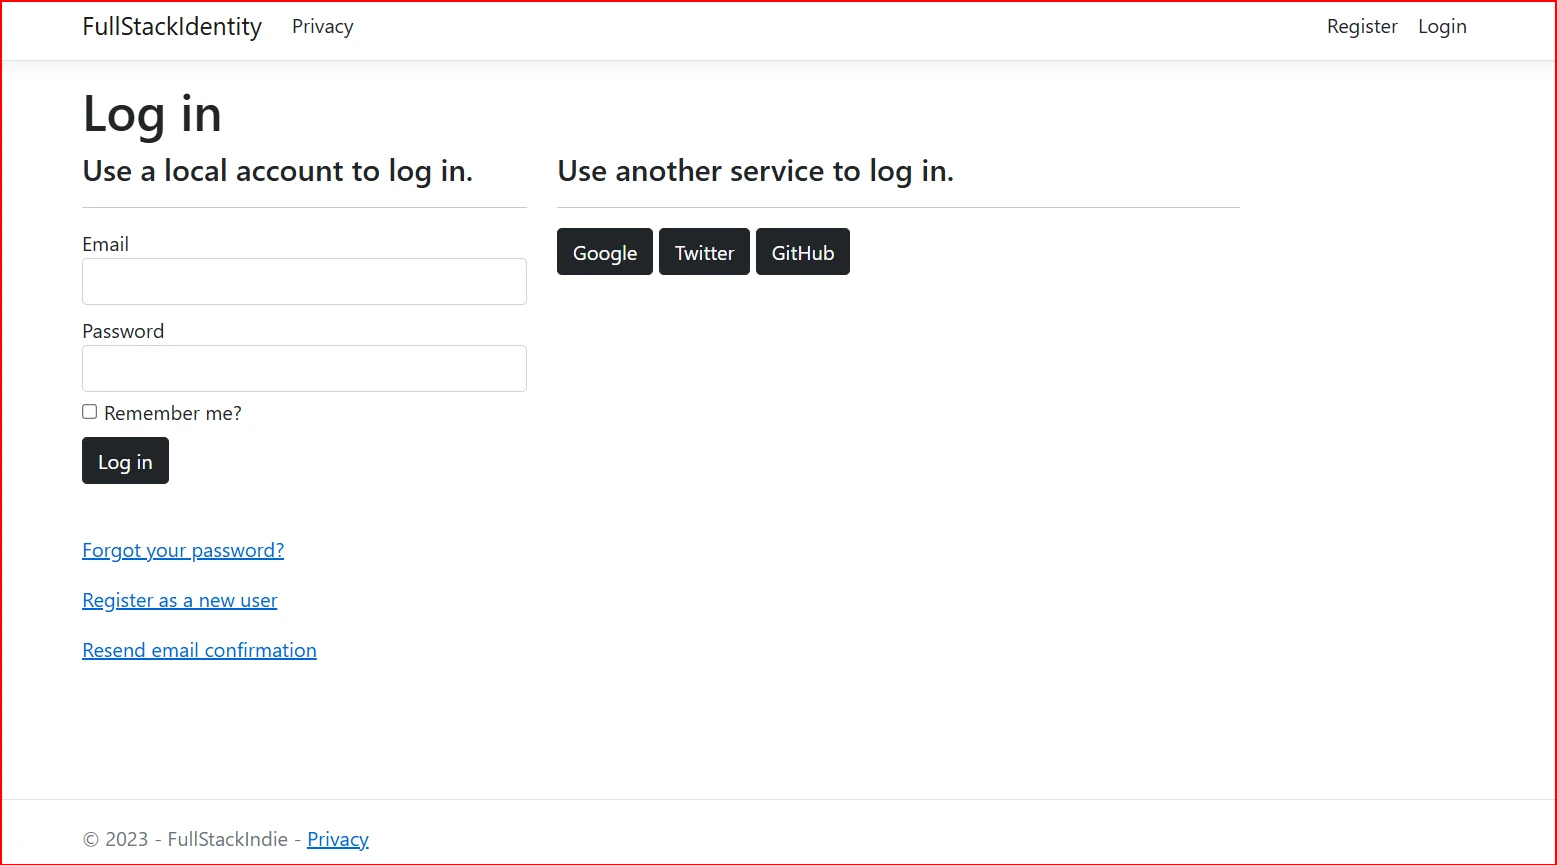 FullStackIdentity Privacy Register Login
Log in
Use a local account to log in.
Email
Password
Remember me?
Log in
Forgot your password?
Register as a new user
Resend email confirmation
Use another service to log in.
Google Twitter GitHub
© 2023 - FullStackIndie - Privacy